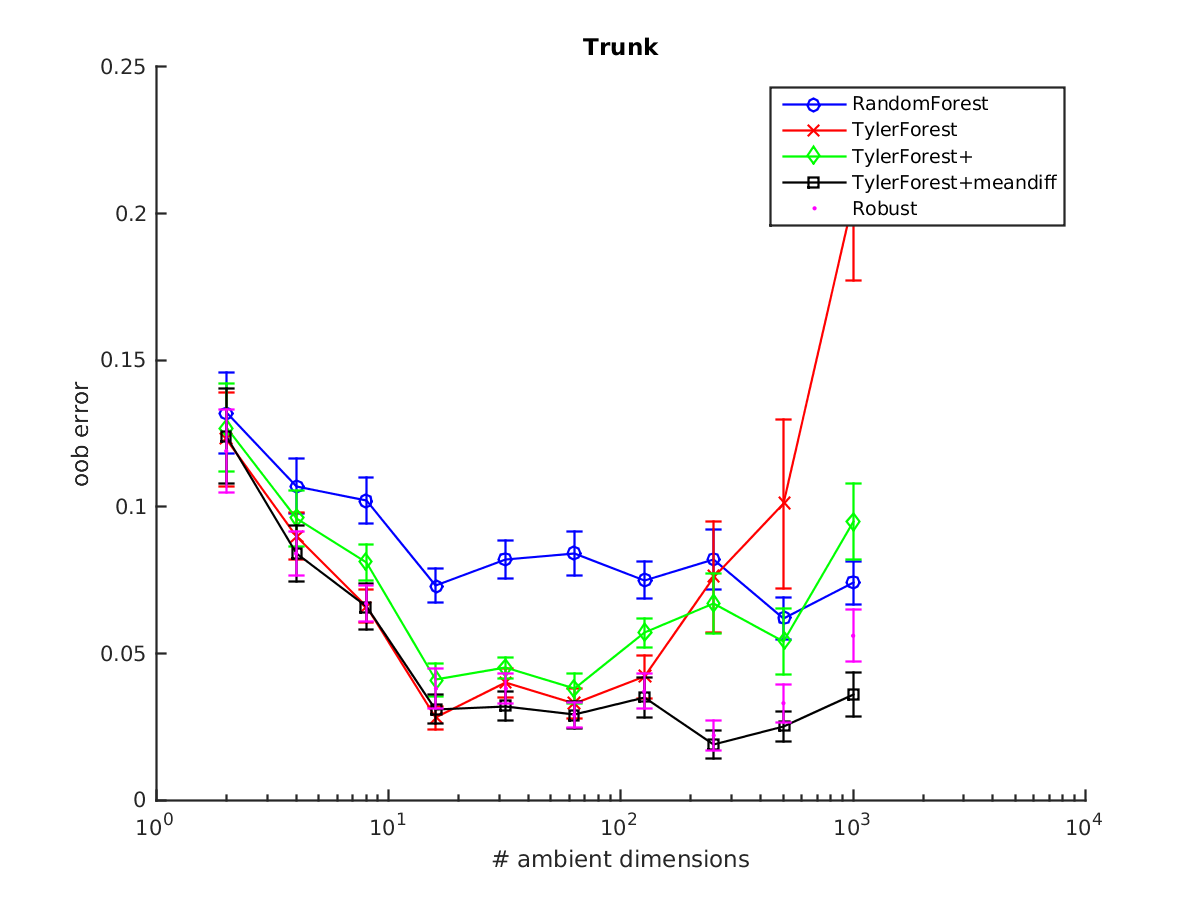 Trunk
0.25
0.2
0.15
0.1
0.05
0
oob error
RandomForest
TylerForest
TylerForest+
TylerForest+meandiff
Robust
10^0 10^1 10^2 10^3 10^4
# ambient dimensions